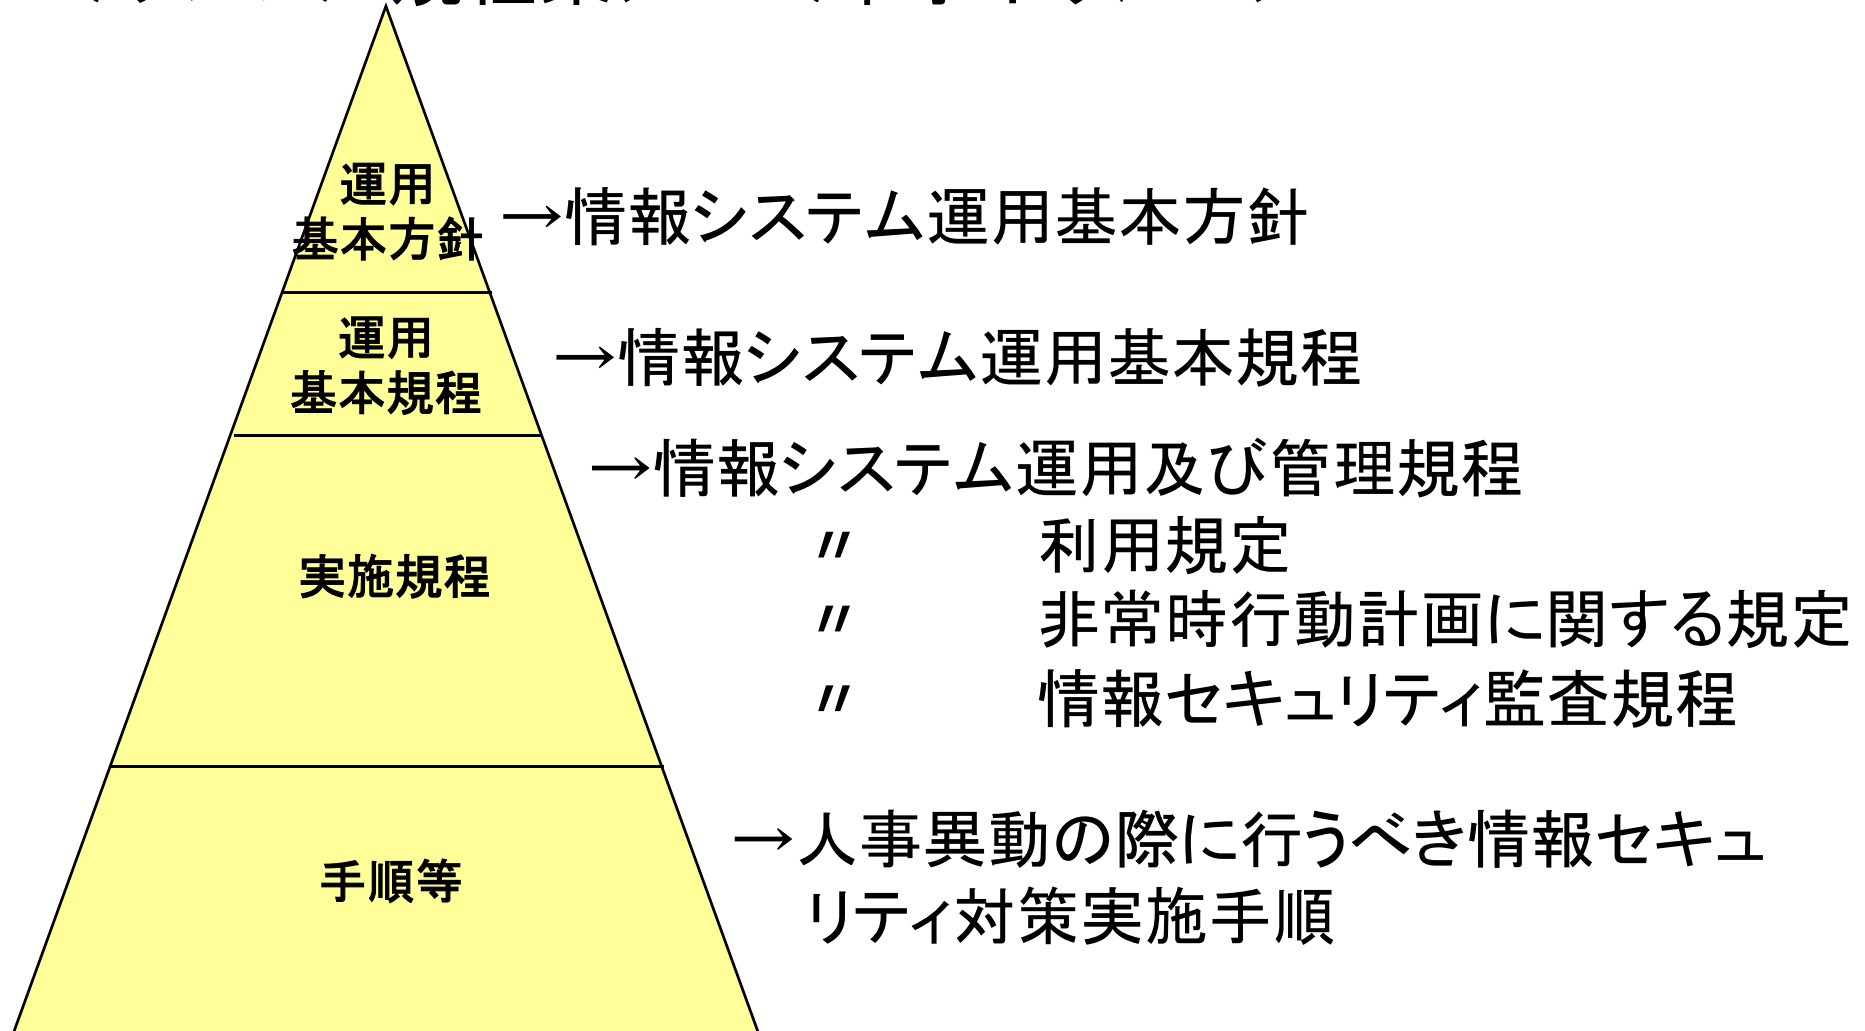 運用
基本方針
→情報システム運用基本方針
運用
基本規程
→情報システム運用基本規程
実施規程
→情報システム運用及び管理規程
〃 利用規定
〃 非常時行動計画に関する規定
〃 情報セキュリティ監査規程
手順等
→人事異動の際に行うべき情報セキュ
リティ対策実施手順